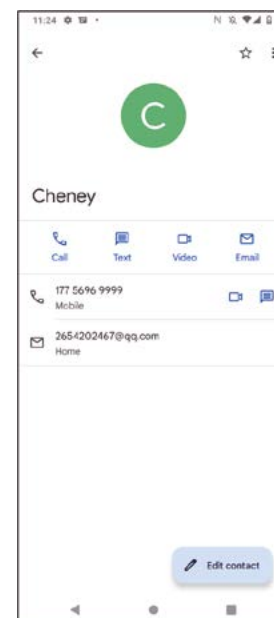 11:24
C
Cheney
Call Text Video Email
177 5696 9999
Mobile
2654202467@qq.com
Home
Edit contact